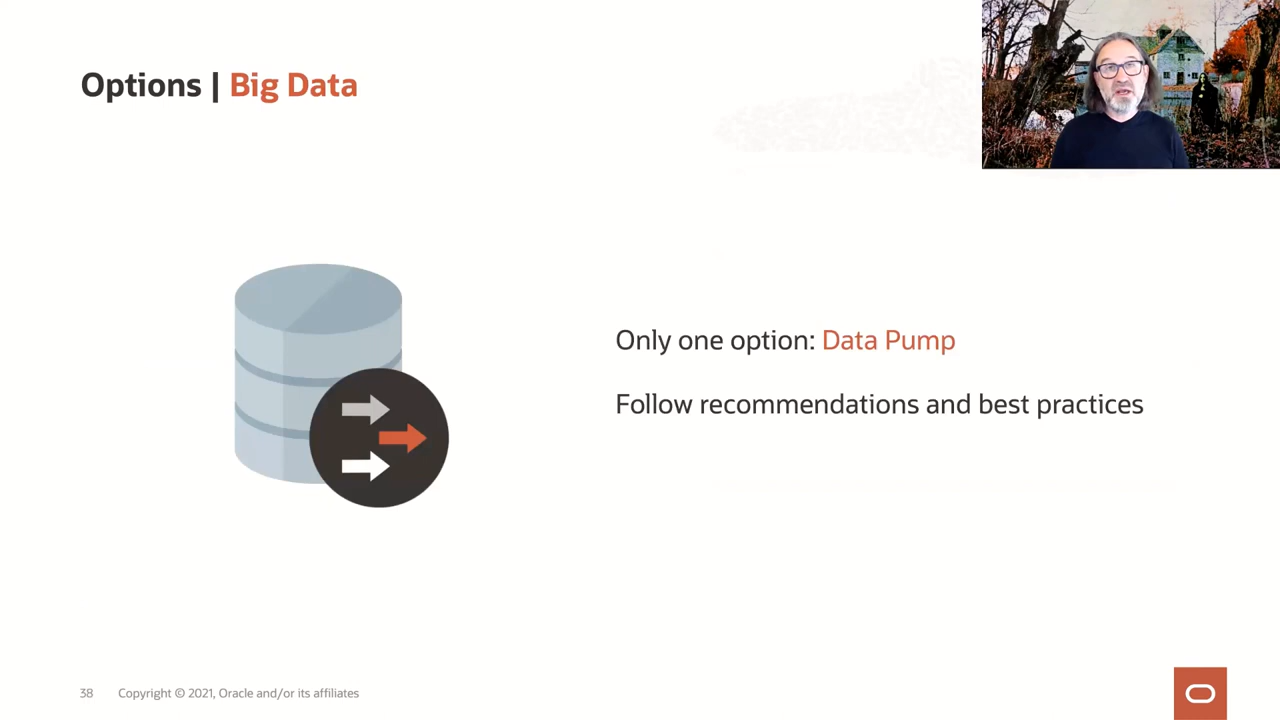 Options | Big Data
Only one option: Data Pump
Follow recommendations and best practices
38 Copyright © 2021, Oracle and/or its affiliates